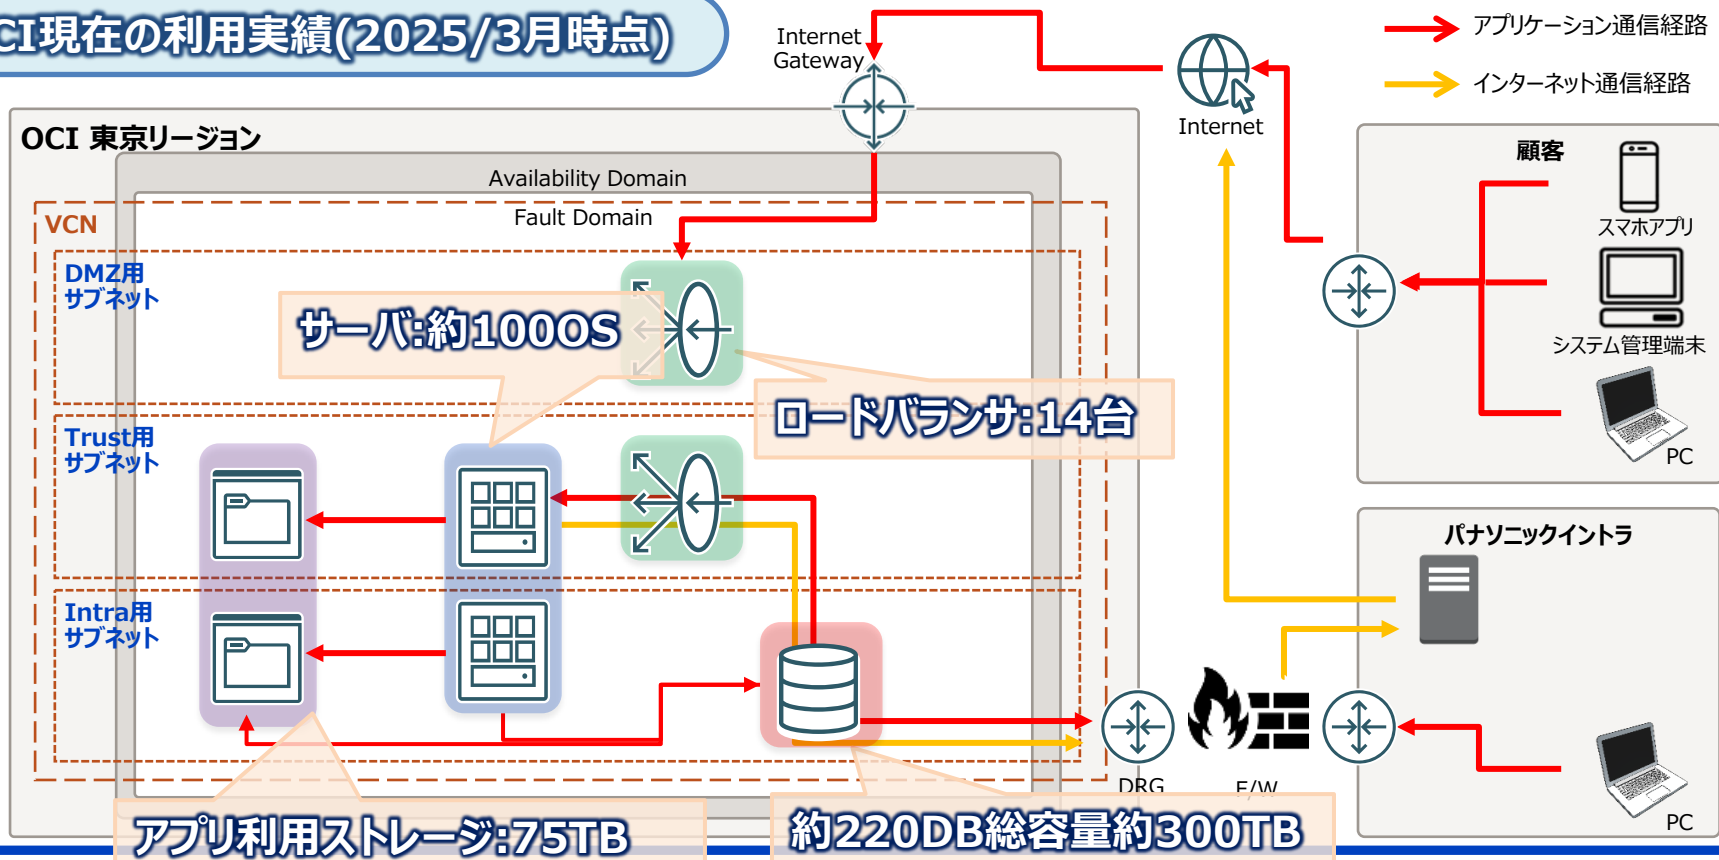 CI現在の利用実績(2025/3月時点)
Internet
Gateway
Internet
アプリケーション通信経路
インターネット通信経路
OCI 東京リージョン
Availability Domain
Fault Domain
VCN
DMZ用
サブネット
サーバ:約100OS
ロードバランサ:14台
Trust用
サブネット
Intra用
サブネット
顧客
スマホアプリ
システム管理端末
PC
パナソニックイントラ
DRG
F/W
PC
アプリ利用ストレージ:75TB
約220DB総容量約300TB